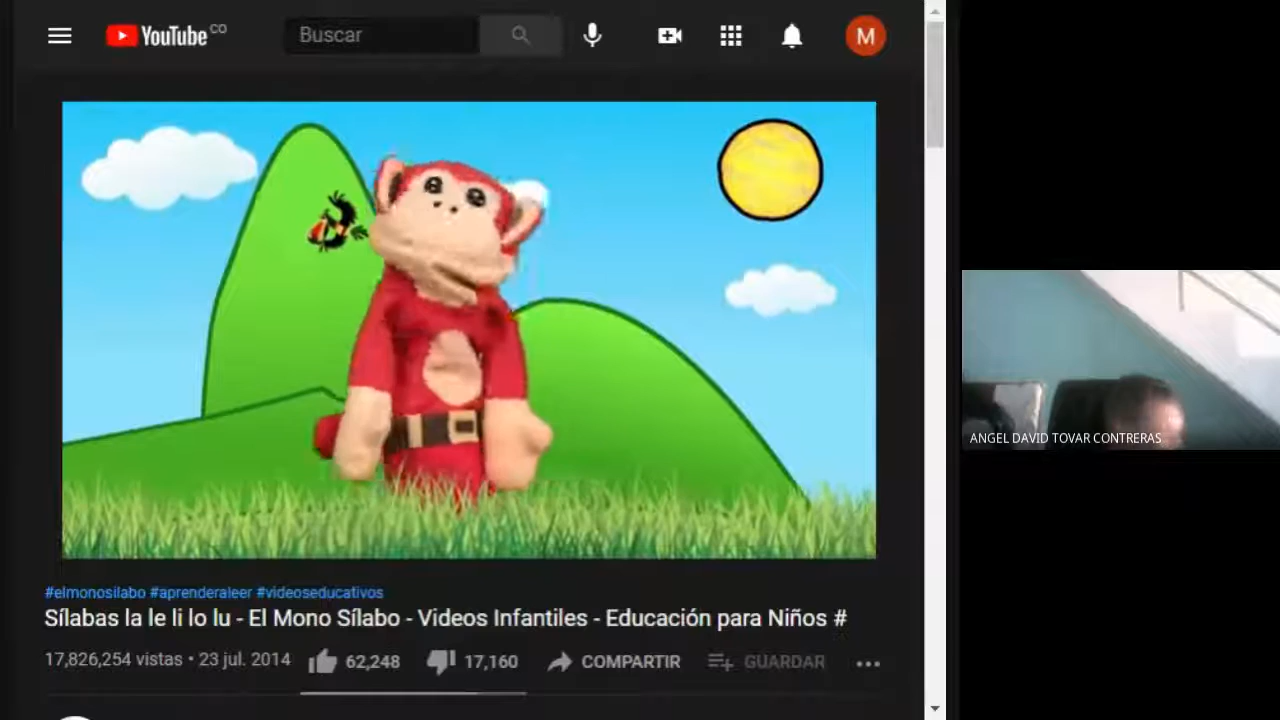 YouTube CO
Buscar
M
#elmonosilabo #aprenderaleer #videoseducativos
Sílabas la le li lo lu - El Mono Sílabo - Videos Infantiles - Educación para Niños #
17,826,254 vistas • 23 jul. 2014 62,248 17,160 COMPARTIR GUARDAR
ANGEL DAVID TOVAR CONTRERAS